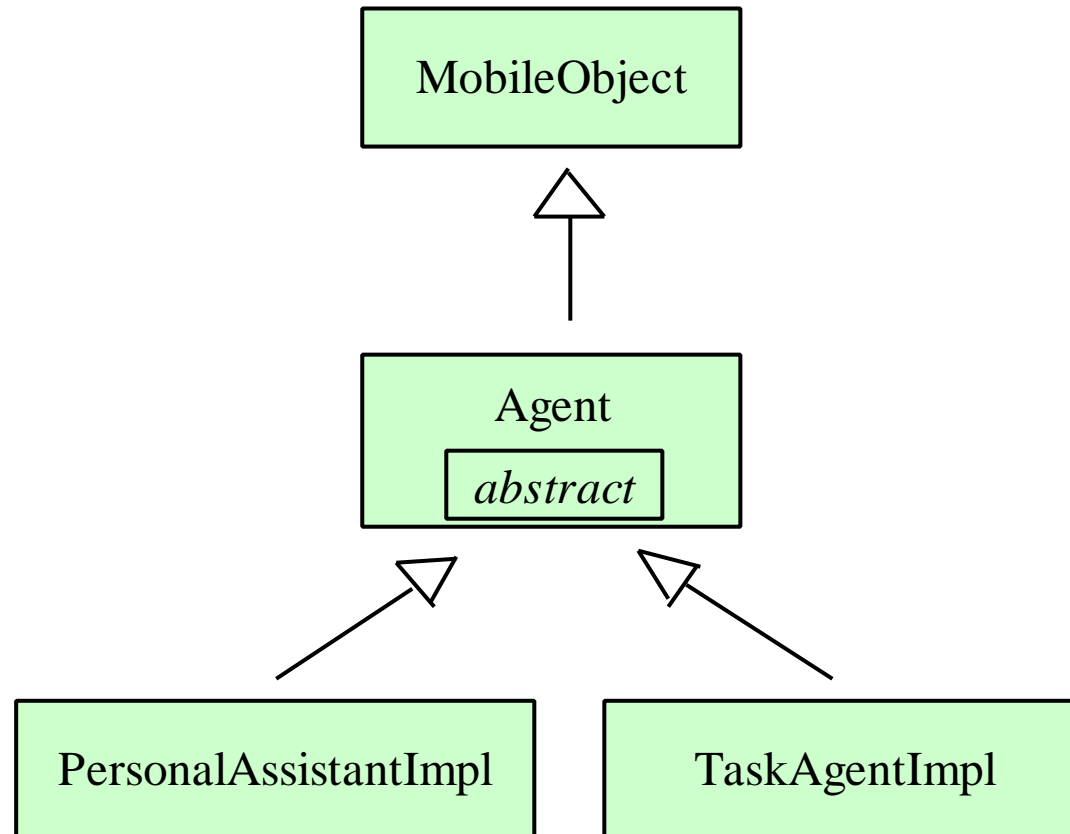 MobileObject
Agent
abstract
PersonalAssistantImpl
TaskAgentImpl